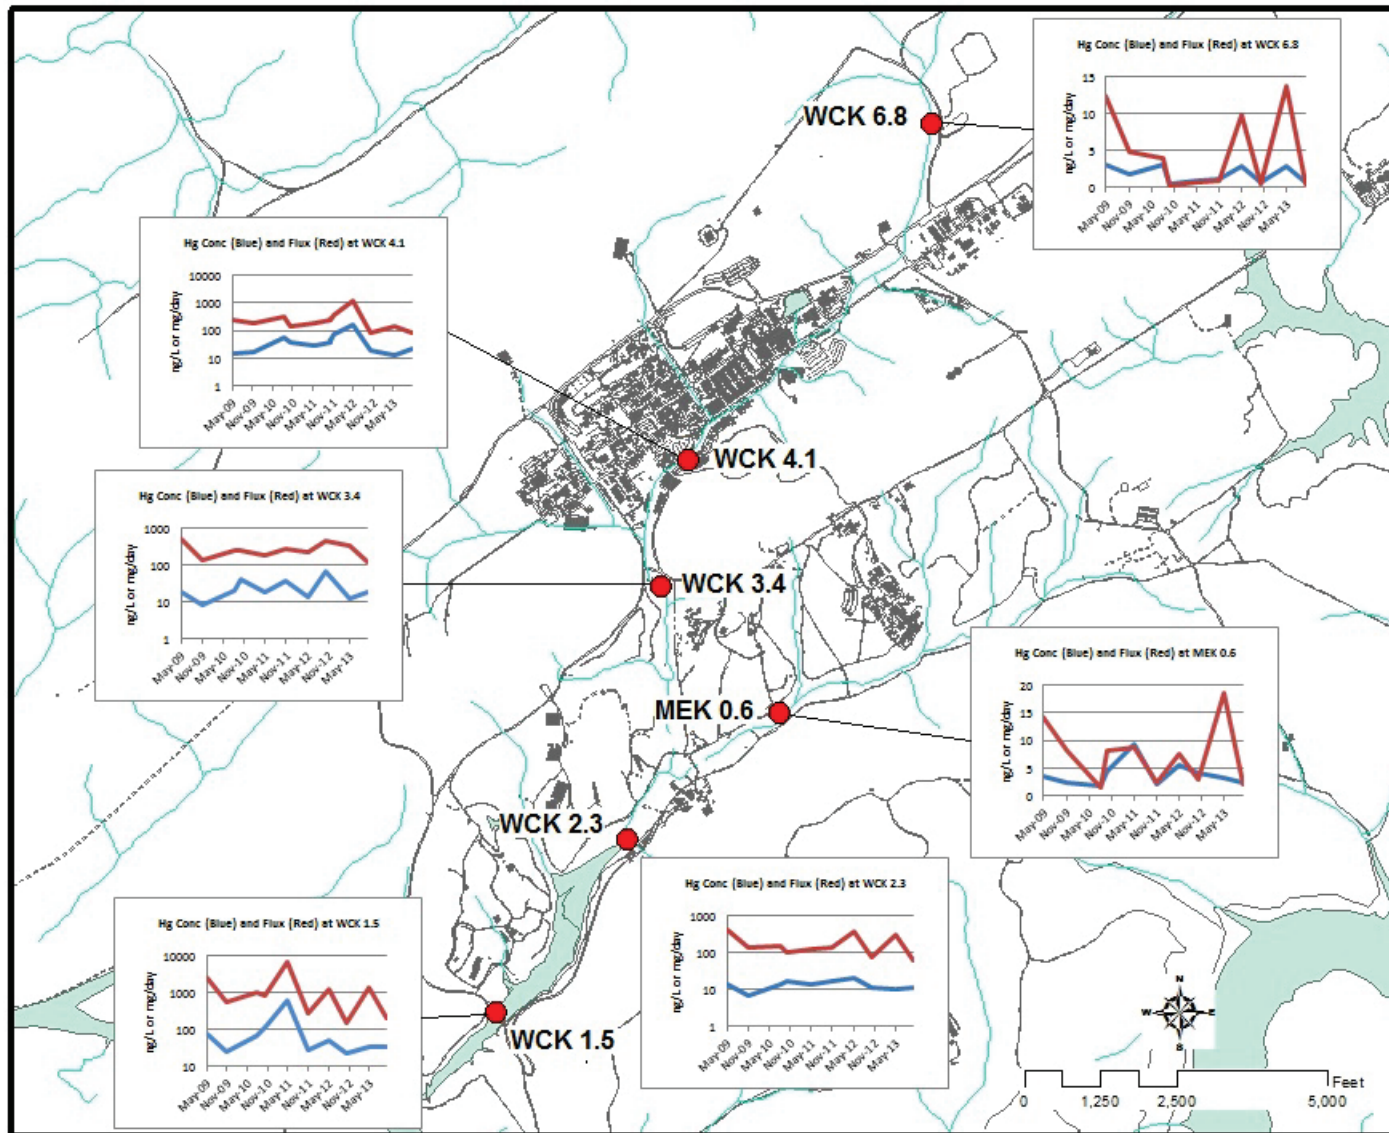 Hg Conc (Blue) and Flux (Red) at WCK 6.8
ng/L or mg/day
15
10
5
0
May-09
Nov-09
May-10
Nov-10
May-11
Nov-11
May-12
Nov-12
May-13
WCK 6.8
Hg Conc (Blue) and Flux (Red) at WCK 4.1
ng/L or mg/day
10000
1000
100
10
1
May-09
Nov-09
May-10
Nov-10
May-11
Nov-11
May-12
Nov-12
May-13
WCK 4.1
Hg Conc (Blue) and Flux (Red) at WCK 3.4
ng/L or mg/day
1000
100
10
1
May-09
Nov-09
May-10
Nov-10
May-11
Nov-11
May-12
Nov-12
May-13
WCK 3.4
Hg Conc (Blue) and Flux (Red) at MEK 0.6
ng/L or mg/day
20
15
10
5
0
May-09
Nov-09
May-10
Nov-10
May-11
Nov-11
May-12
Nov-12
May-13
MEK 0.6
WCK 2.3
Hg Conc (Blue) and Flux (Red) at WCK 2.3
ng/L or mg/day
1000
100
10
1
May-09
Nov-09
May-10
Nov-10
May-11
Nov-11
May-12
Nov-12
May-13
Hg Conc (Blue) and Flux (Red) at WCK 1.5
ng/L or mg/day
10000
1000
100
10
May-09
Nov-09
May-10
Nov-10
May-11
Nov-11
May-12
Nov-12
May-13
WCK 1.5
N
W
E
S
Feet
0 1,250 2,500 5,000